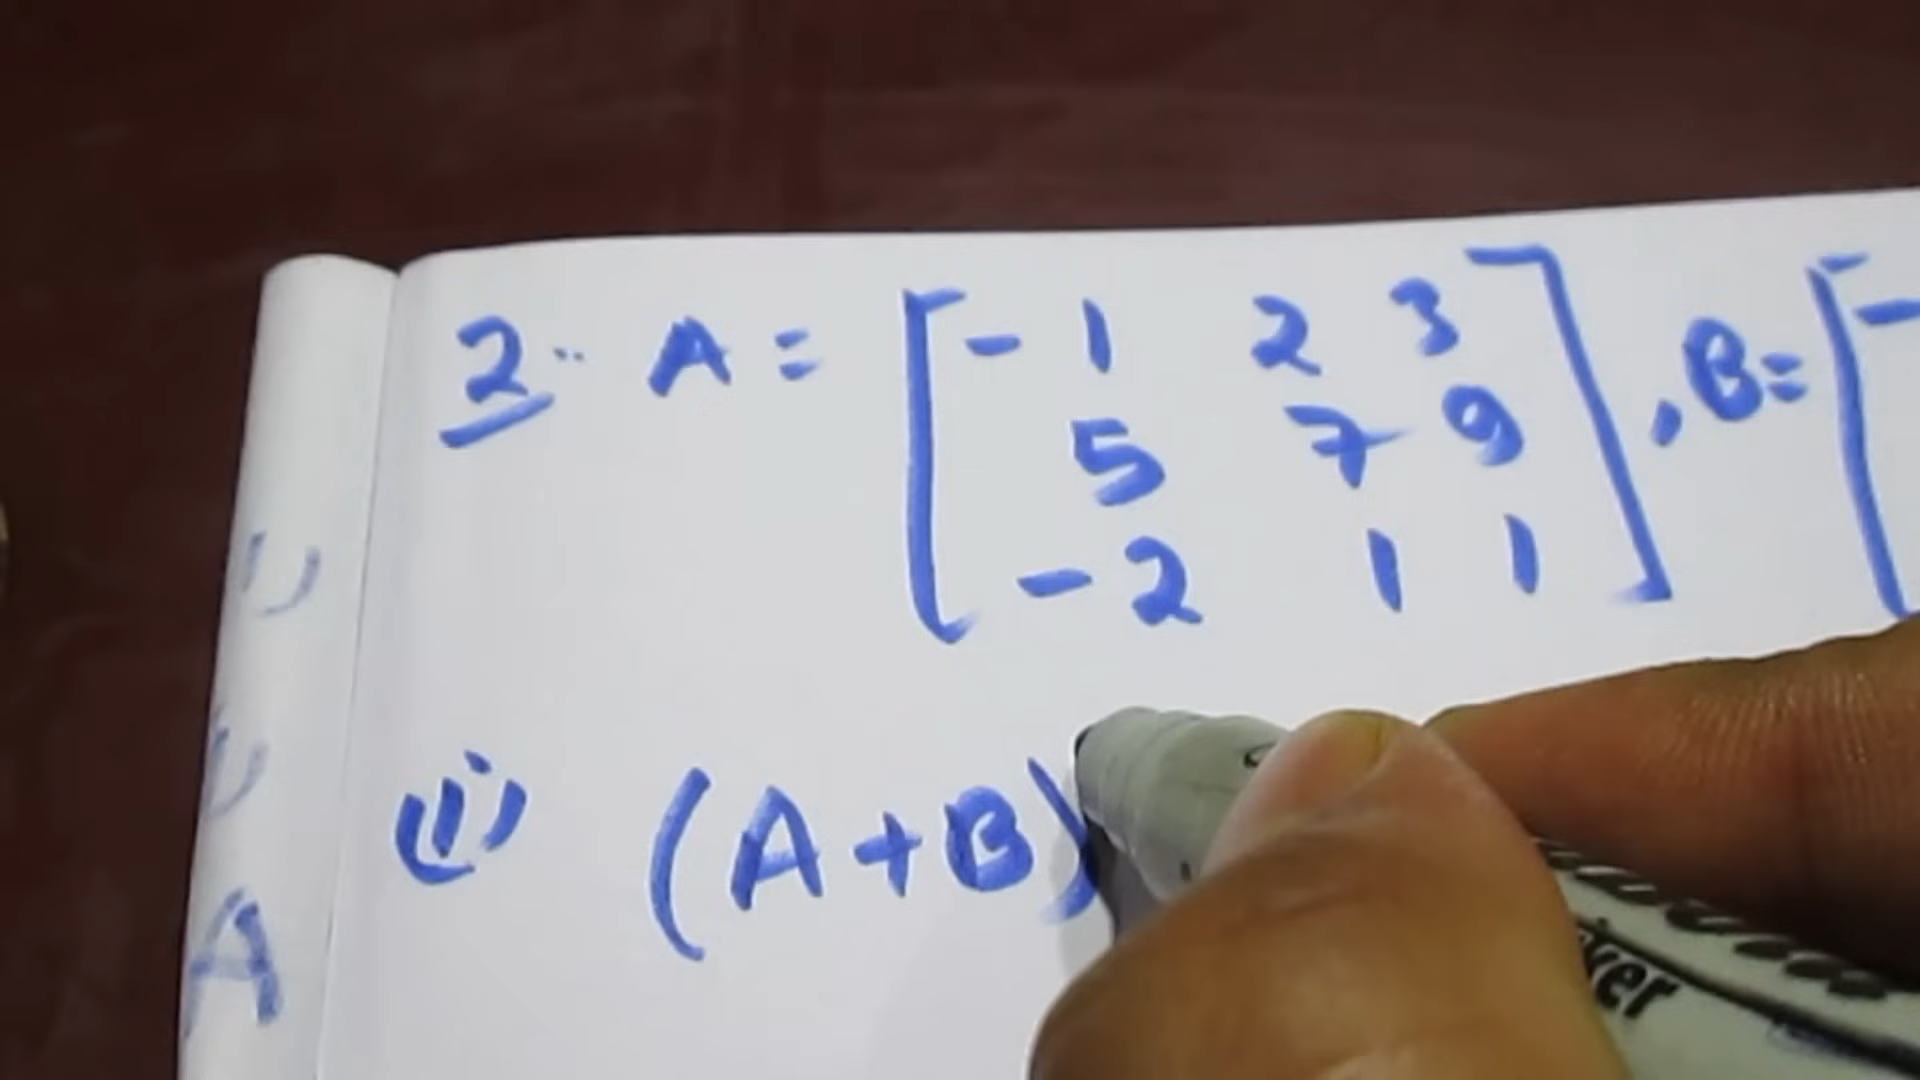 2. A = [ -1 2 3 ], B = [ -
5 7 9
-2 1 1
(i) (A+B)
A